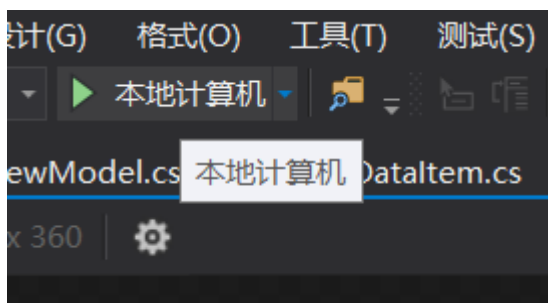 计(G) 格式(O) 工具(T) 测试(S)
本地计算机
ewModel.cs 本地计算机 DataItem.cs
x 360